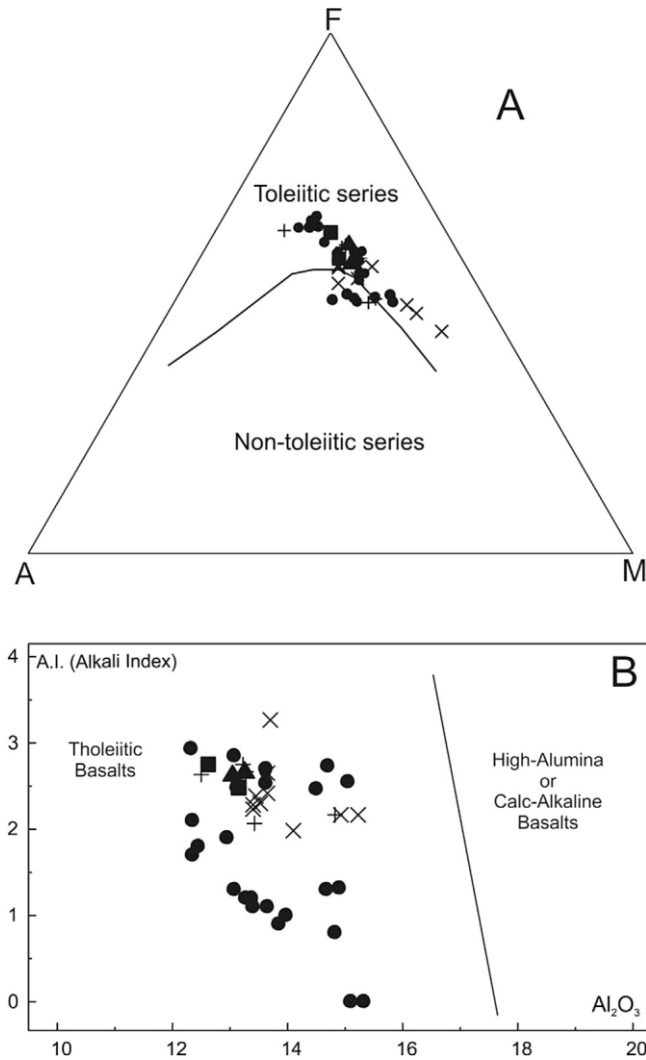 F
A
Toleiitic series
Non-toleiitic series
A
M
4
A.I. (Alkali Index)
B
3
Tholeiitic
Basalts
High-Alumina
or
Calc-Alkaline
Basalts
2
1
0
Al₂O₃
10
12
14
16
18
20